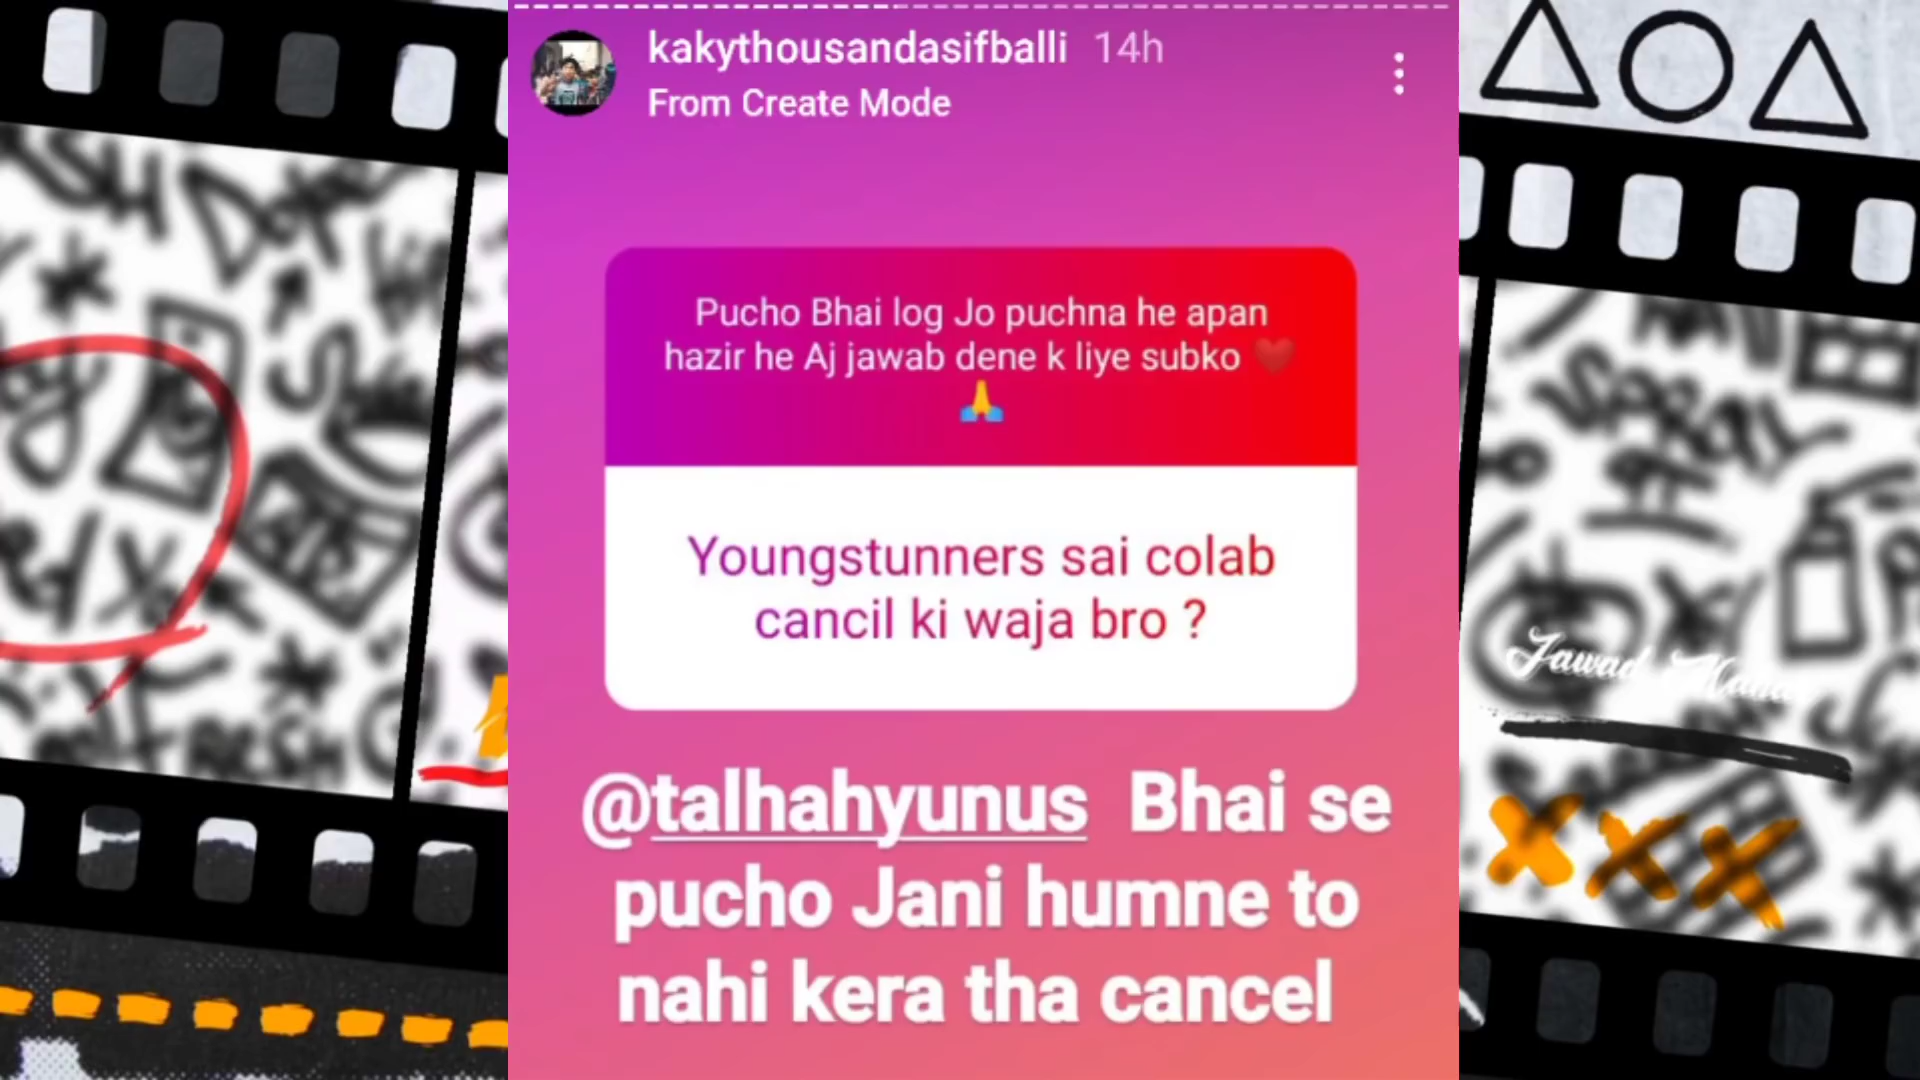 kakythousandasifballi 14h
From Create Mode
Pucho Bhai log Jo puchna he apan
hazir he Aj jawab dene k liye subko ❤️
🙏
Youngstunners sai colab
cancil ki waja bro ?
@talhahyunus Bhai se
pucho Jani humne to
nahi kera tha cancel
Jawad